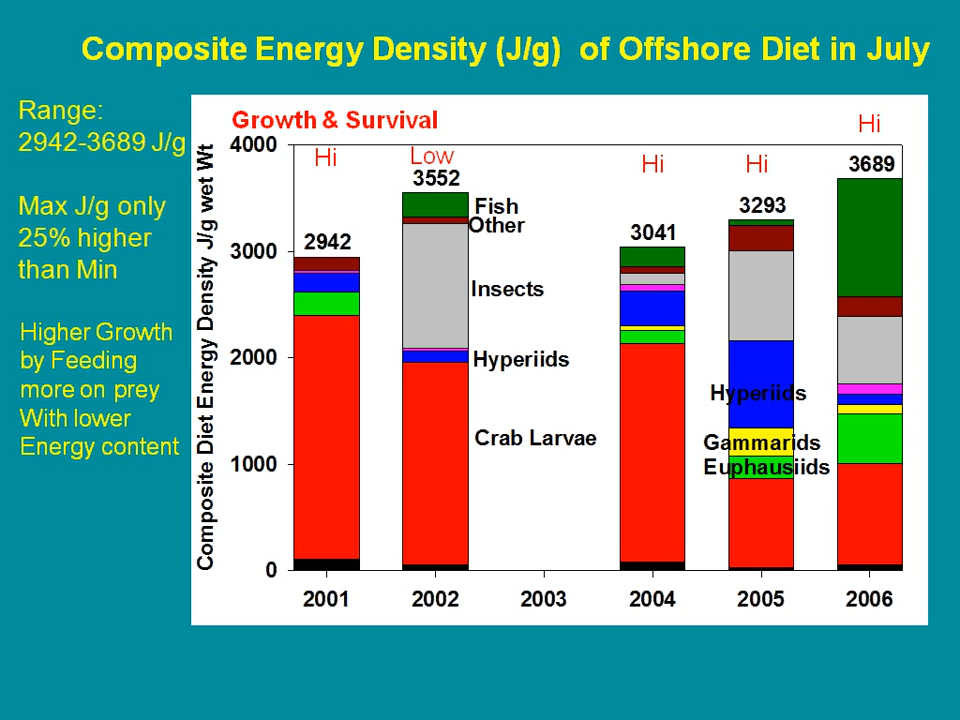 Composite Energy Density (J/g) of Offshore Diet in July
Range:
2942-3689 J/g
Max J/g only
25% higher
than Min
Higher Growth
by Feeding
more on prey
With lower
Energy content
Growth & Survival
Composite Diet Energy Density J/g wet Wt
4000
3000
2000
1000
0
Hi
Low
Hi
Hi
Hi
2942
3552
3041
3293
3689
Fish
Other
Insects
Hyperiids
Crab Larvae
Hyperiids
Gammarids
Euphausiids
2001
2002
2003
2004
2005
2006